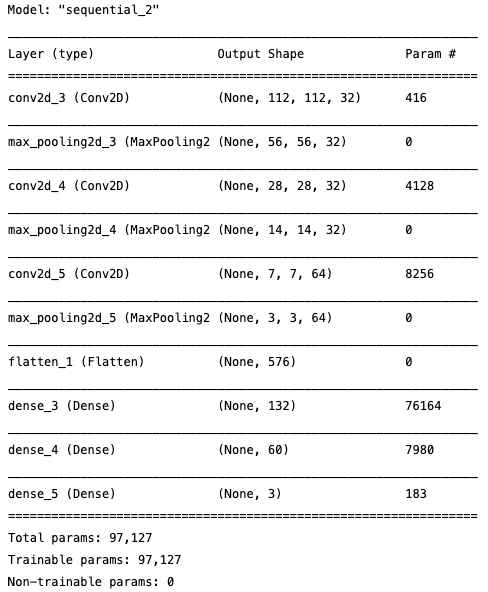 Model: "sequential_2"
Layer (type) Output Shape Param #
conv2d_3 (Conv2D) (None, 112, 112, 32) 416
max_pooling2d_3 (MaxPooling2 (None, 56, 56, 32) 0
conv2d_4 (Conv2D) (None, 28, 28, 32) 4128
max_pooling2d_4 (MaxPooling2 (None, 14, 14, 32) 0
conv2d_5 (Conv2D) (None, 7, 7, 64) 8256
max_pooling2d_5 (MaxPooling2 (None, 3, 3, 64) 0
flatten_1 (Flatten) (None, 576) 0
dense_3 (Dense) (None, 132) 76164
dense_4 (Dense) (None, 60) 7980
dense_5 (Dense) (None, 3) 183
Total params: 97,127
Trainable params: 97,127
Non-trainable params: 0